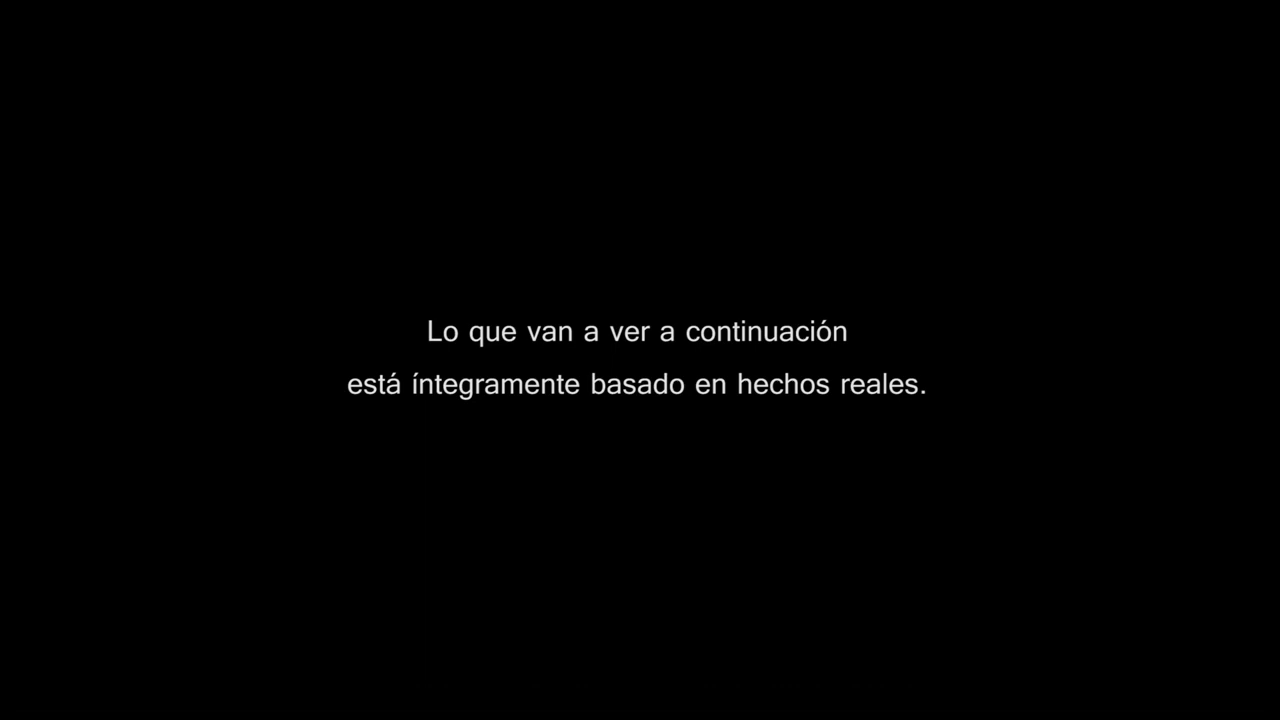 Lo que van a ver a continuación
está íntegramente basado en hechos reales.